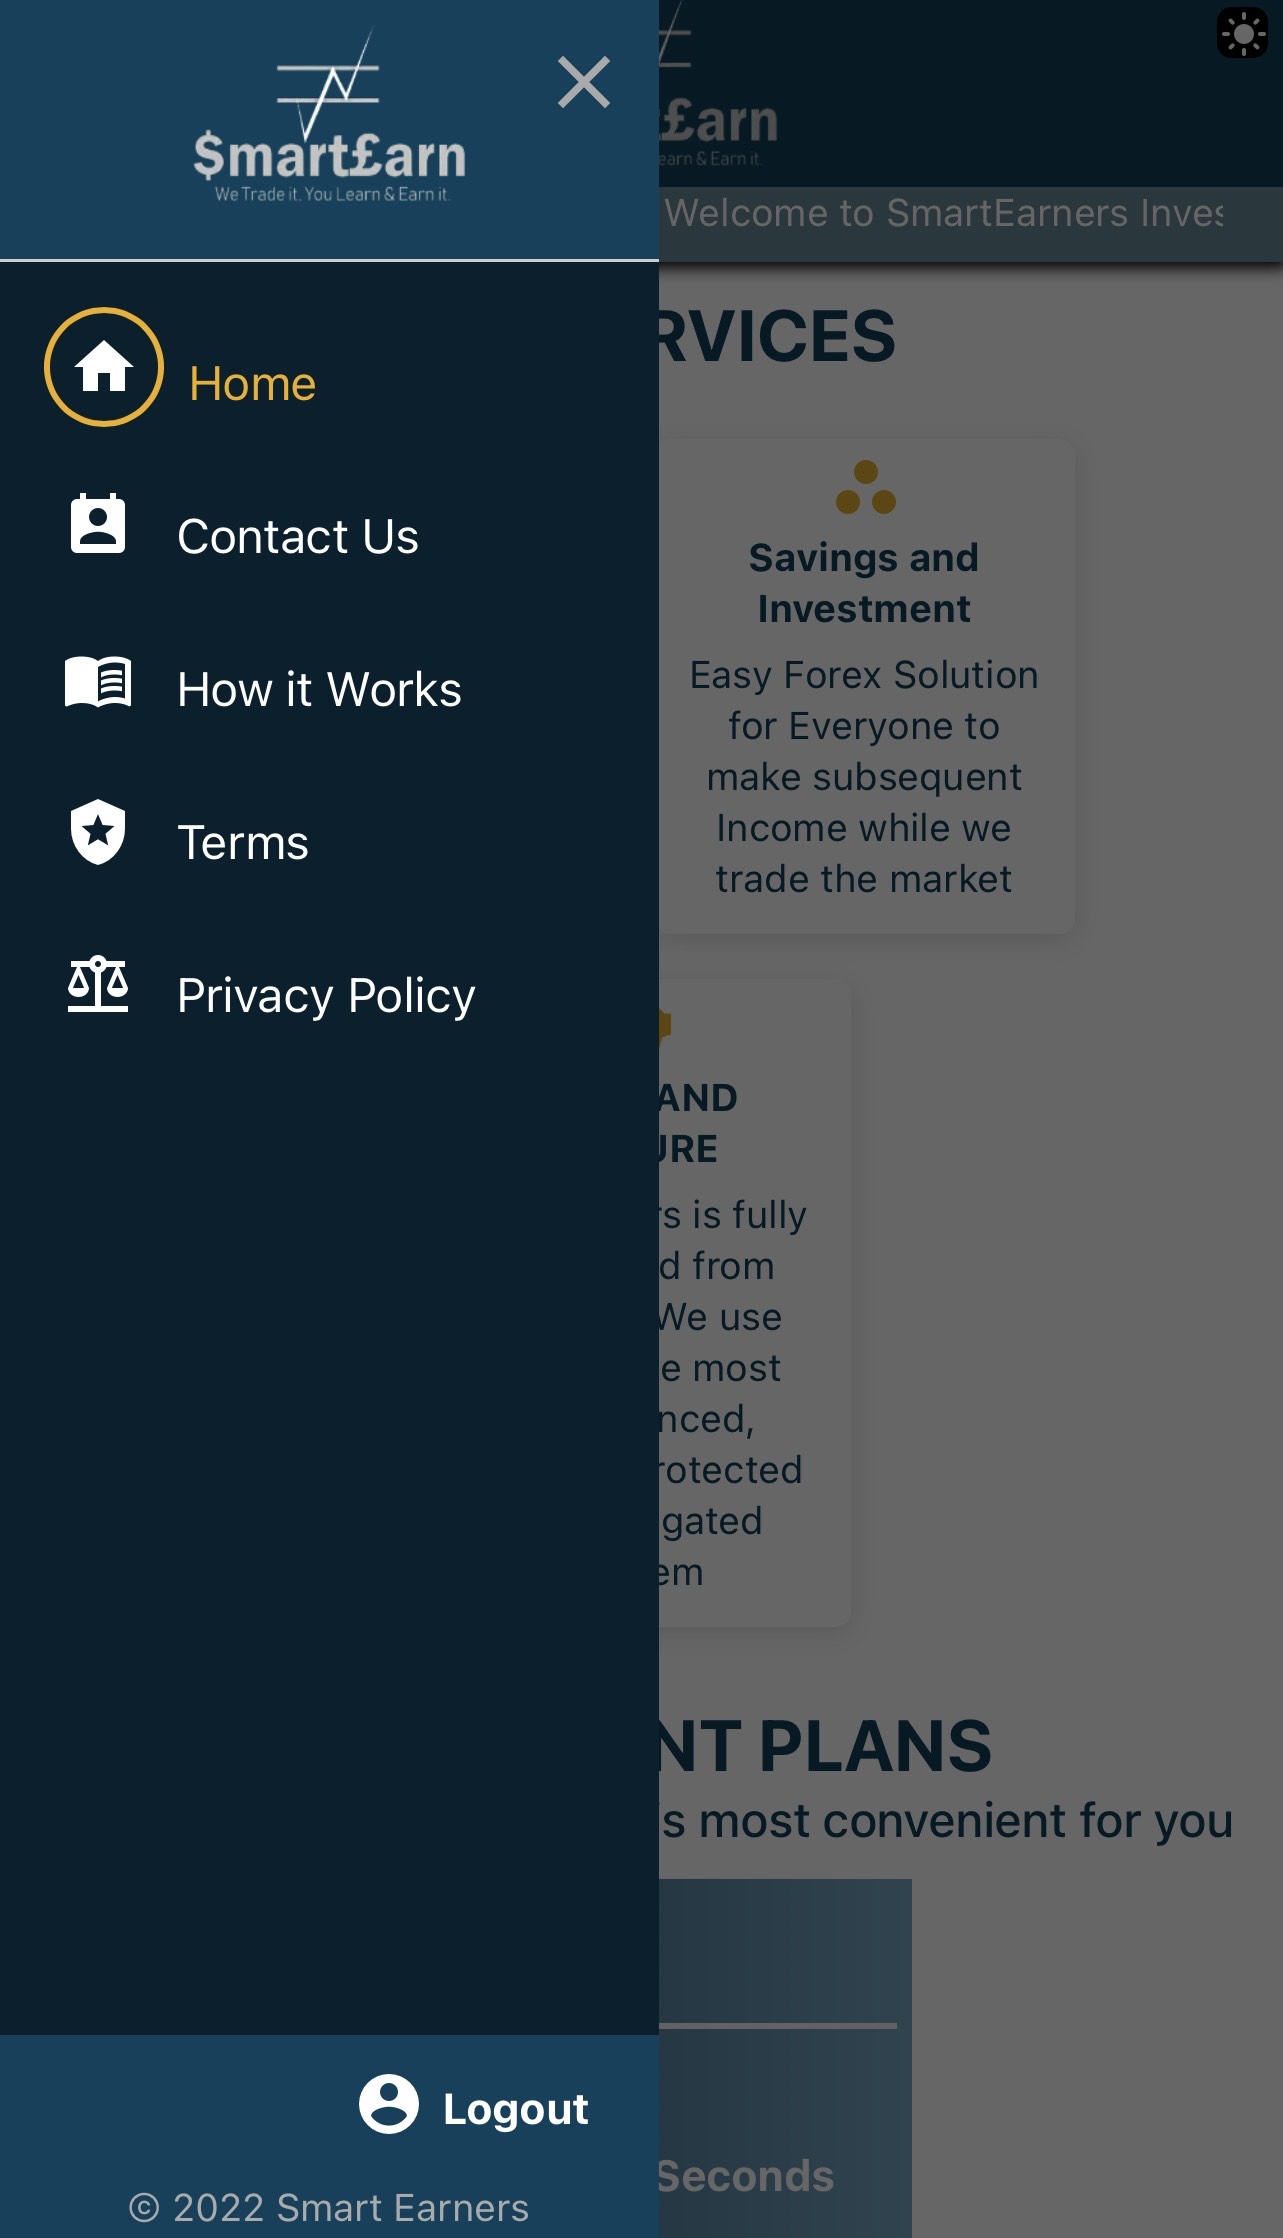 $mart£arn
We Trade it. You Learn & Earn it.
Home
Contact Us
How it Works
Terms
Privacy Policy
Logout
© 2022 Smart Earners
£arn
earn & Earn it.
Welcome to SmartEarners
RVICES
Savings and
Investment
Easy Forex Solution
for Everyone to
make subsequent
Income while we
trade the market
AND
URE
rs is fully
d from
We use
e most
nced,
rotected
gated
em
NT PLANS
is most convenient for you
Seconds